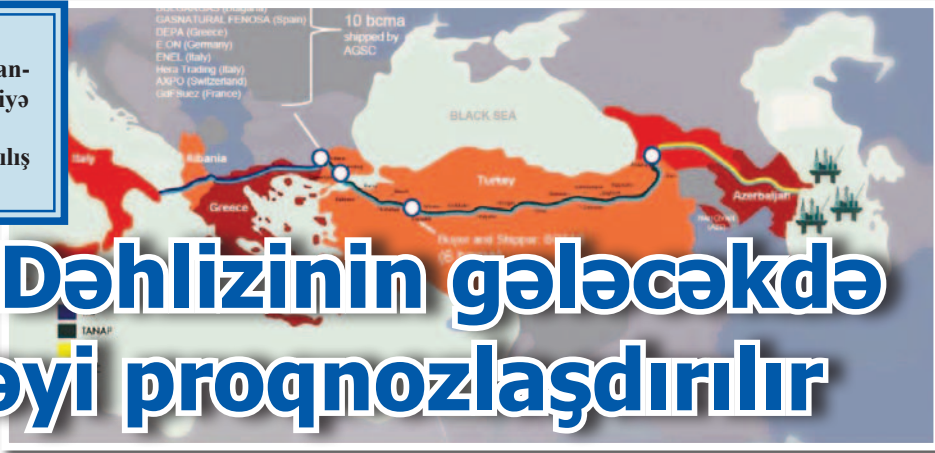 an-
iyə
ılış
GASNATURAL FENOSA (Spain)
DEPA (Greece)
E.ON (Germany)
ENEL (Italy)
Hera Trading (Italy)
AXPO (Switzerland)
GdFSuez (France)
10 bcma
shipped by
AGSC
BLACK SEA
Italy
Albania
Greece
Turkey
Azerbaijan
Buyer and Shipper:
TANAP
Dəhlizinin gələcəkdə
əyi proqnozlaşdırılır